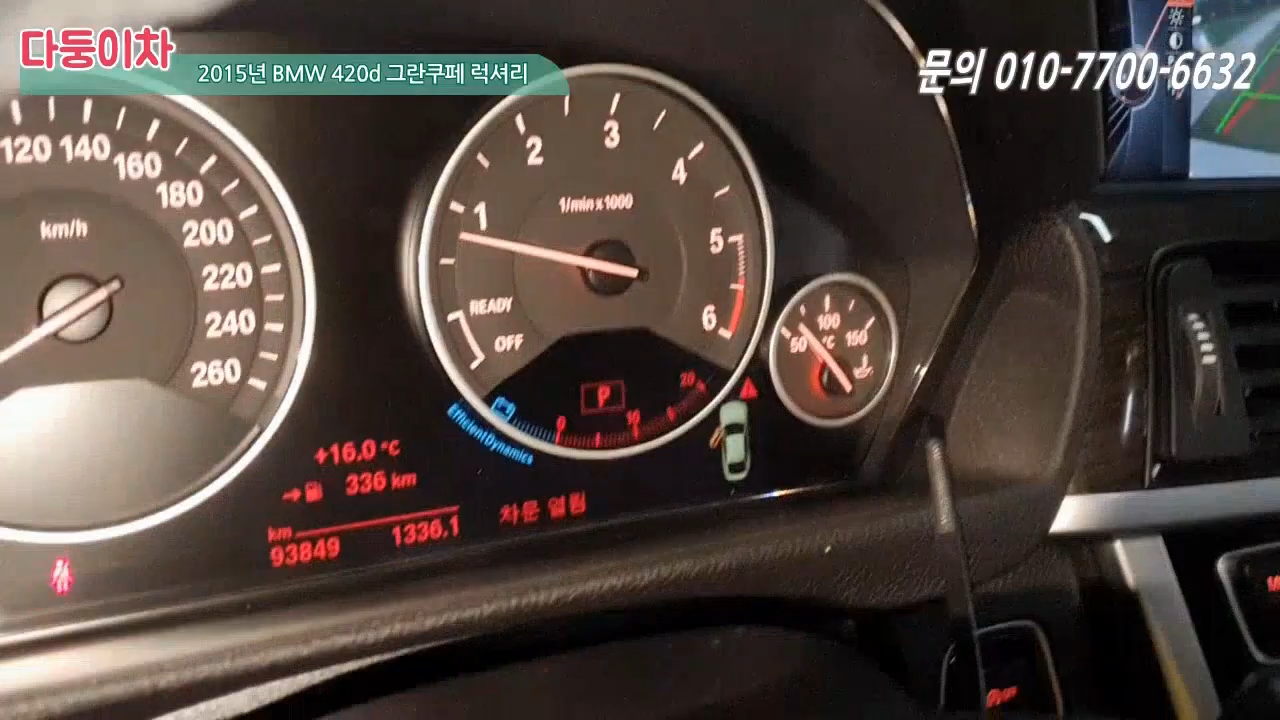 다둥이차
2015년 BMW 420d 그란쿠페 럭셔리
문의 010-7700-6632
120 140 160 180 200 220 240 260
km/h
1 2 3 4 5 6
1/minx1000
READY
OFF
P
0 10 20
EfficientDynamics
50 100 150
°C
+16.0 °C
336 km
km
93849 1336.1
차문 열림
OFF